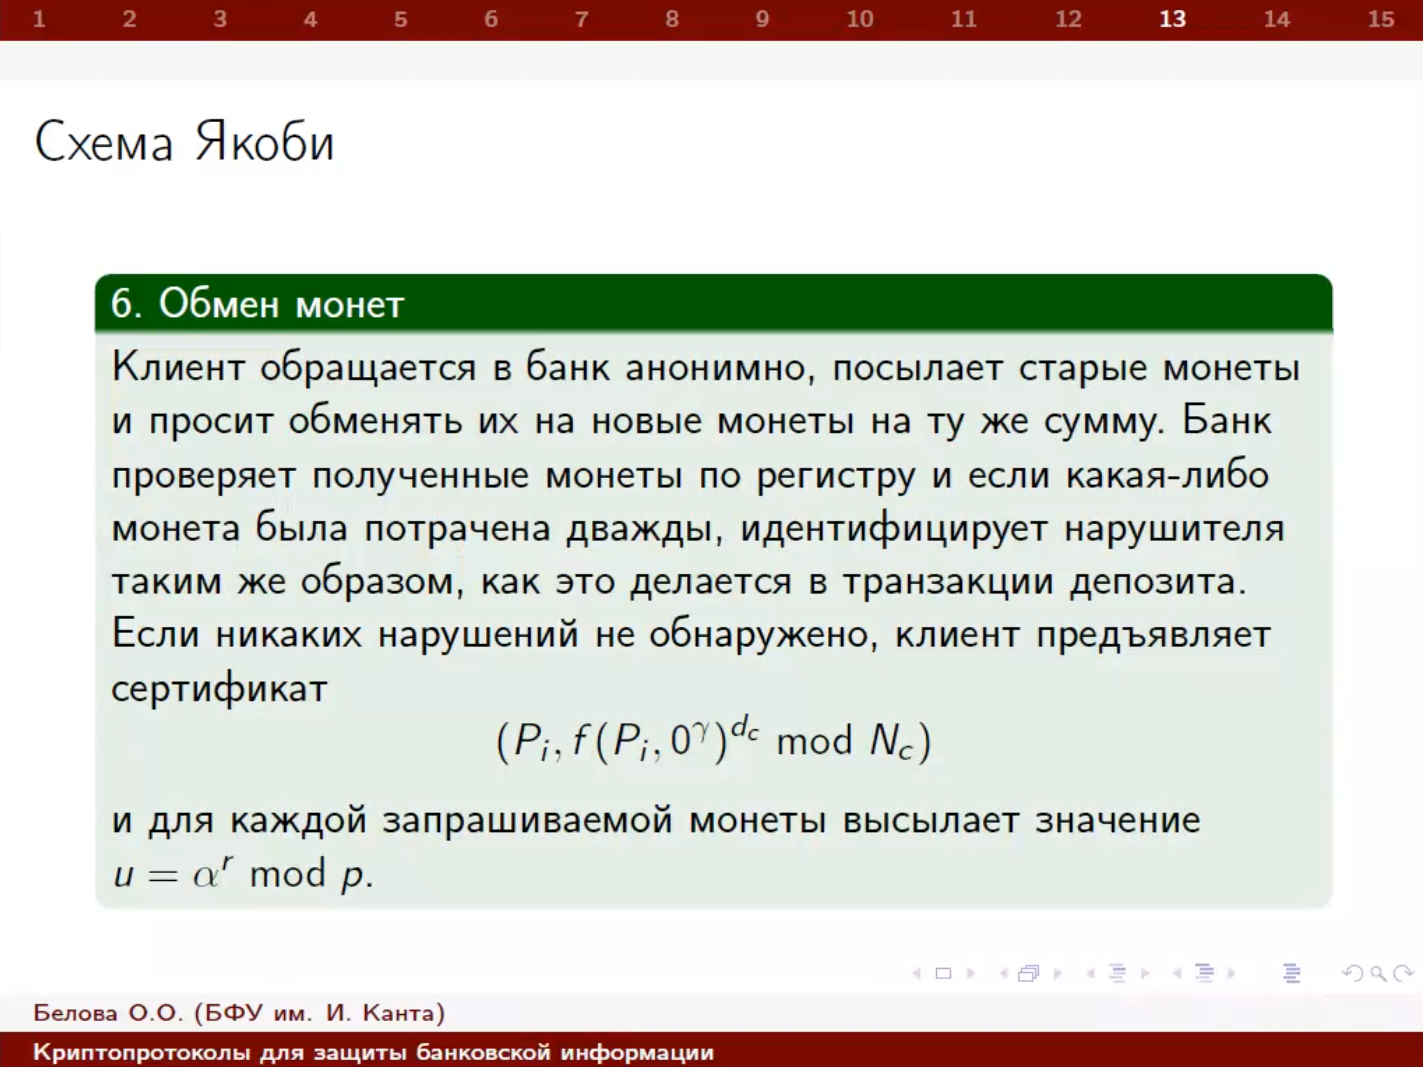 1 2 3 4 5 6 7 8 9 10 11 12 13 14 15
Схема Якоби
6. Обмен монет
Клиент обращается в банк анонимно, посылает старые монеты
и просит обменять их на новые монеты на ту же сумму. Банк
проверяет полученные монеты по регистру и если какая-либо
монета была потрачена дважды, идентифицирует нарушителя
таким же образом, как это делается в транзакции депозита.
Если никаких нарушений не обнаружено, клиент предъявляет
сертификат
(P_i, f(P_i, 0^γ)^{d_c} mod N_c)
и для каждой запрашиваемой монеты высылает значение
u = α^r mod p.
Белова О.О. (БФУ им. И. Канта)
Криптопротоколы для защиты банковской информации